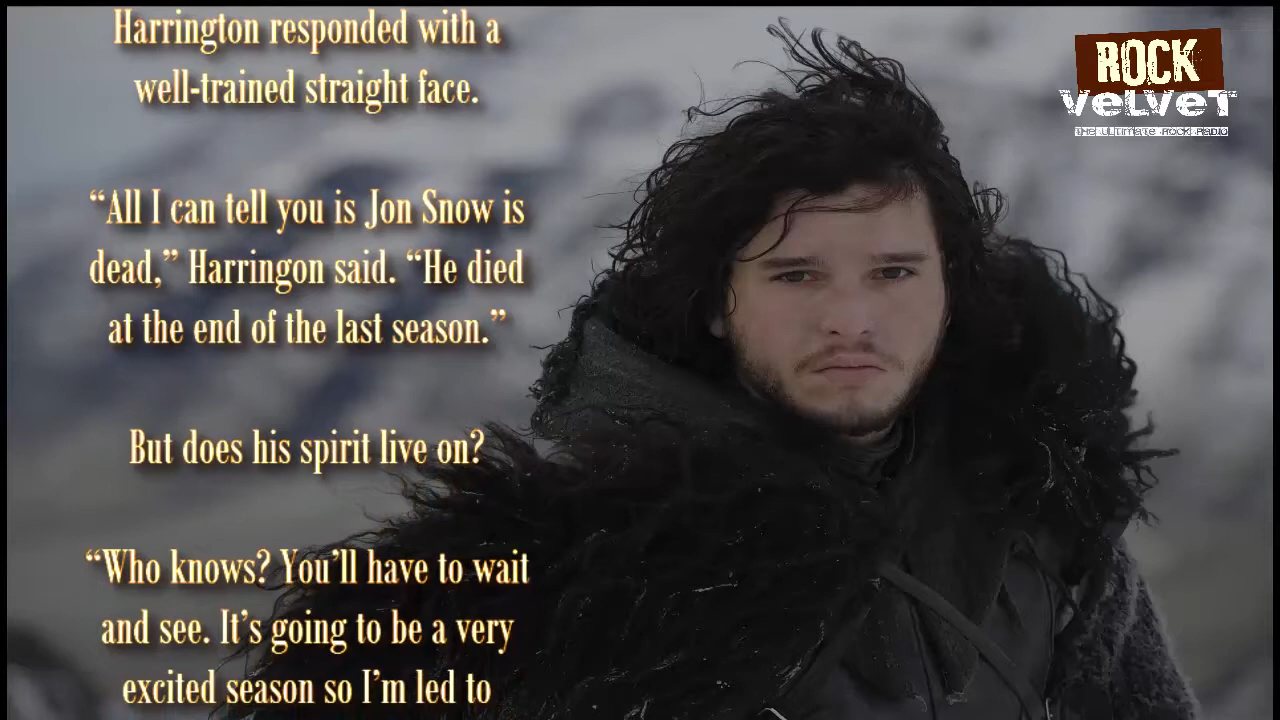 Harrington responded with a
well-trained straight face.
“All I can tell you is Jon Snow is
dead,” Harringon said. “He died
at the end of the last season.”
But does his spirit live on?
“Who knows? You’ll have to wait
and see. It’s going to be a very
excited season so I’m led to
ROCK
VeLVeT
THE ULTIMATE ROCK RADIO